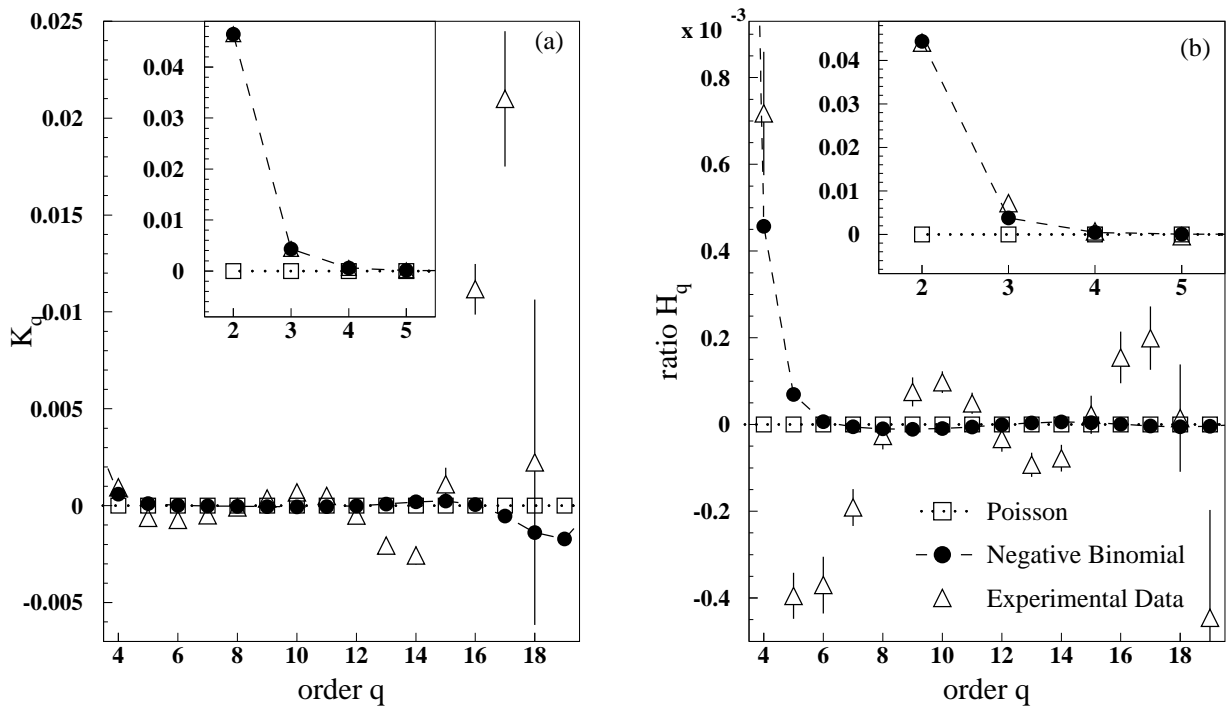 (a)
K_q
0.025
0.02
0.015
0.01
0.005
0
-0.005
4 6 8 10 12 14 16 18
order q
0.04
0.03
0.02
0.01
0
2 3 4 5
(b)
x 10^-3
ratio H_q
0.8
0.6
0.4
0.2
0
-0.2
-0.4
4 6 8 10 12 14 16 18
order q
0.04
0.03
0.02
0.01
0
2 3 4 5
Poisson
Negative Binomial
Experimental Data